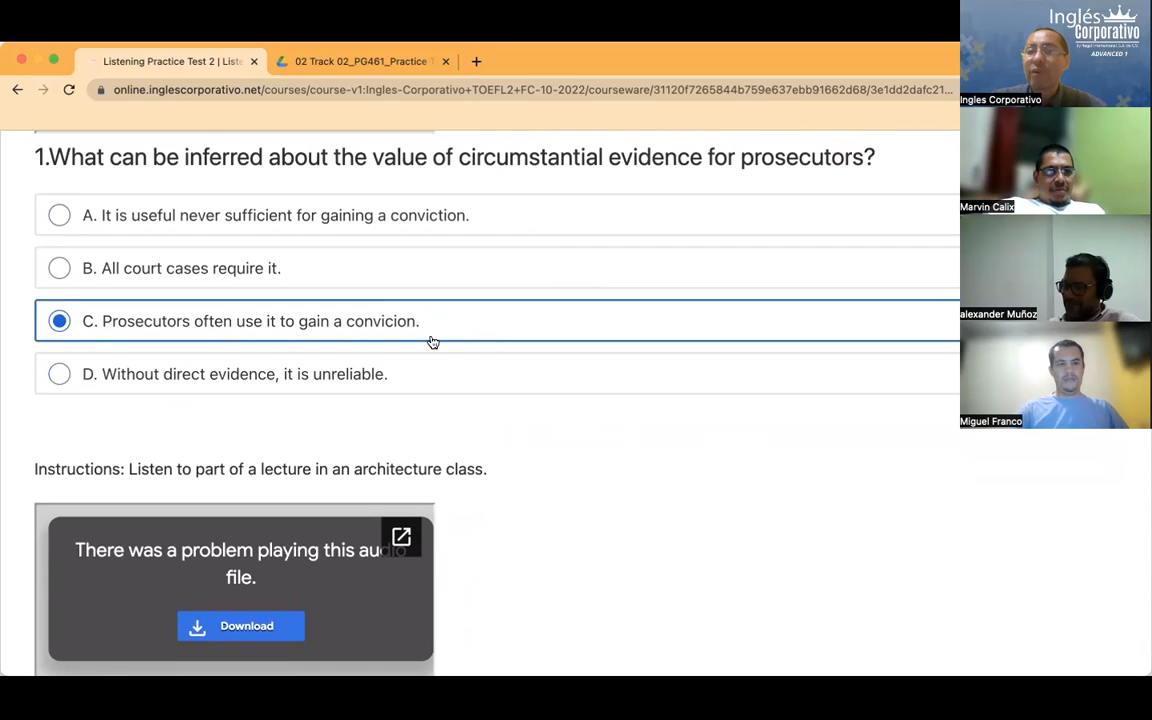 Listening Practice Test 2 | Liste
02 Track 02_PG461_Practice T
online.inglescorporativo.net/courses/course-v1:Ingles-Corporativo+TOEFL2+FC-10-2022/courseware/31120f7265844b759e637ebb91662d68/3e1dd2dafc21...
1.What can be inferred about the value of circumstantial evidence for prosecutors?
A. It is useful never sufficient for gaining a conviction.
B. All court cases require it.
C. Prosecutors often use it to gain a convicion.
D. Without direct evidence, it is unreliable.
Instructions: Listen to part of a lecture in an architecture class.
There was a problem playing this audio
file.
Download
Inglés
Corporativo
ADVANCED 1
Ingles Corporativo
Marvin Calix
alexander Muñoz
Miguel Franco